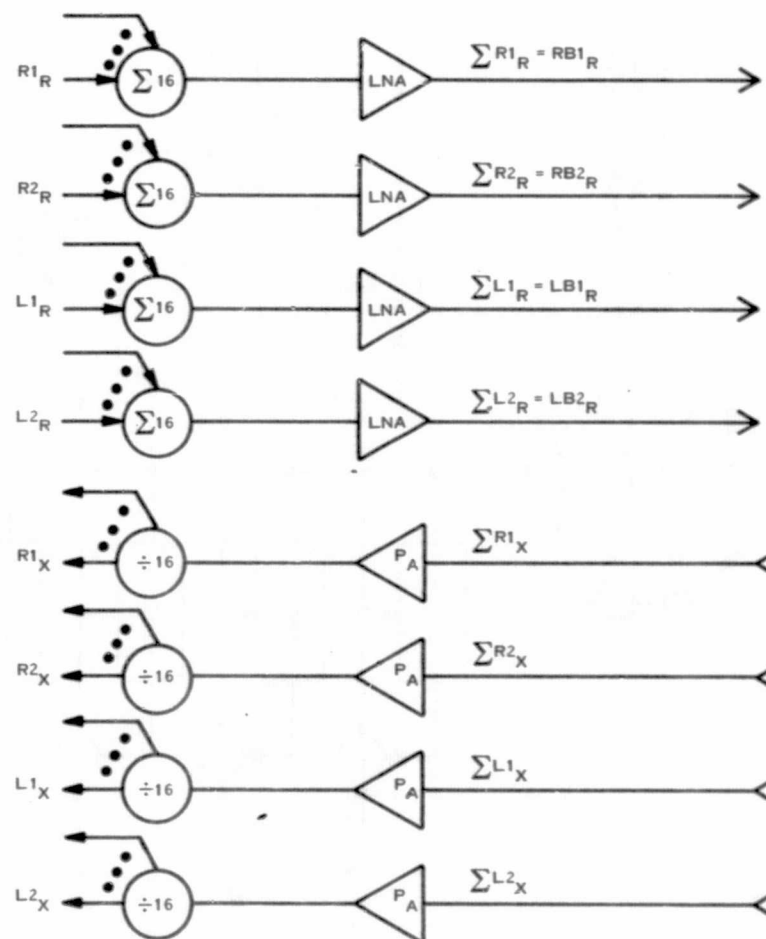 R1R Σ16 LNA ΣR1R = RB1R
R2R Σ16 LNA ΣR2R = RB2R
L1R Σ16 LNA ΣL1R = LB1R
L2R Σ16 LNA ΣL2R = LB2R
R1X ÷16 PA ΣR1X
R2X ÷16 PA ΣR2X
L1X ÷16 PA ΣL1X
L2X ÷16 PA ΣL2X